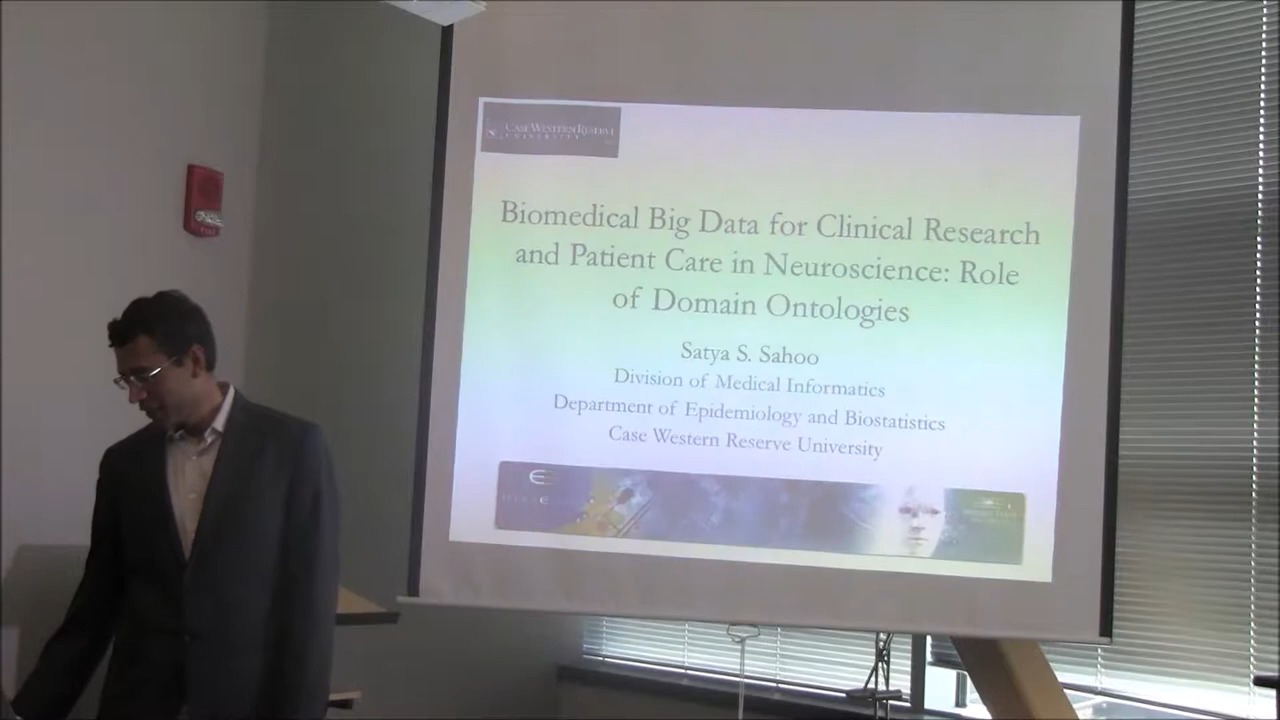 CASE WESTERN RESERVE
UNIVERSITY
Biomedical Big Data for Clinical Research
and Patient Care in Neuroscience: Role
of Domain Ontologies
Satya S. Sahoo
Division of Medical Informatics
Department of Epidemiology and Biostatistics
Case Western Reserve University